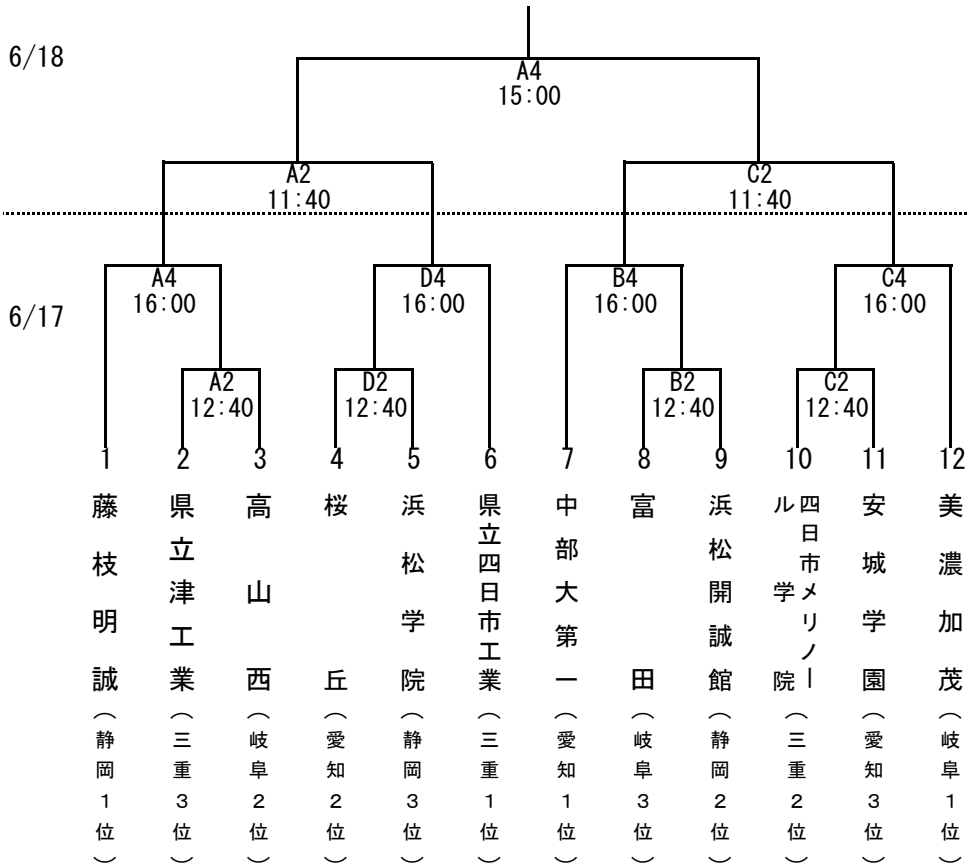 6/18
A4
15:00
A2
11:40
C2
11:40
6/17
A4
16:00
D4
16:00
B4
16:00
C4
16:00
A2
12:40
D2
12:40
B2
12:40
C2
12:40
1
藤枝明誠(静岡1位)
2
県立津工業(三重3位)
3
高山西(岐阜2位)
4
桜丘(愛知2位)
5
浜松学院(静岡3位)
6
県立四日市工業(三重1位)
7
中部大第一(愛知1位)
8
富田(岐阜3位)
9
浜松開誠館(静岡2位)
10
四日市メリノー
ル学院
(三重2位)
11
安城学園(愛知3位)
12
美濃加茂(岐阜1位)